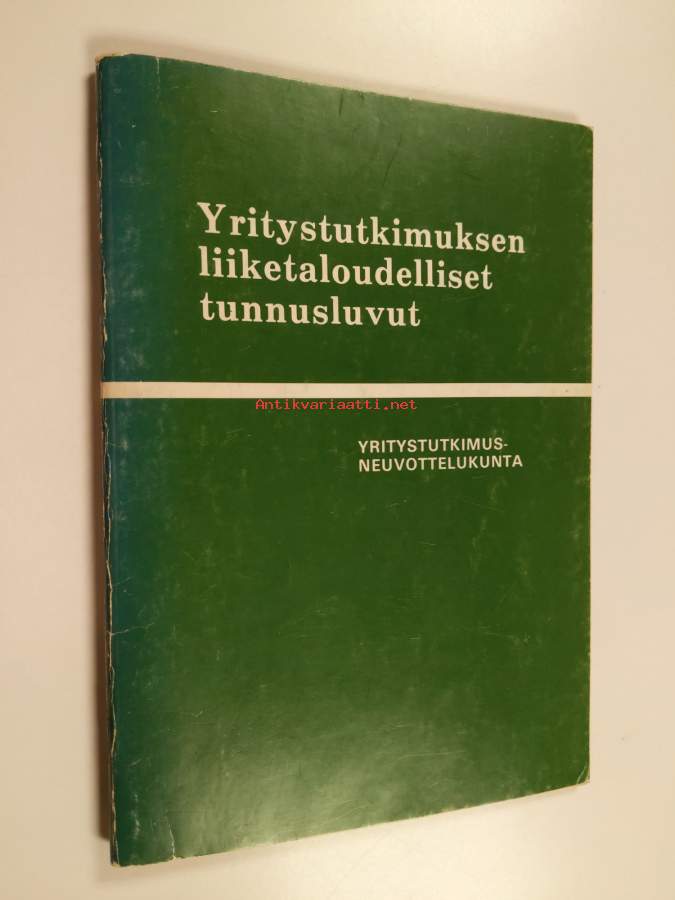 Yritystutkimuksen
liiketaloudelliset
tunnusluvut
Antikvariaatti.net
YRITYSTUTKIMUS-
NEUVOTTELUKUNTA